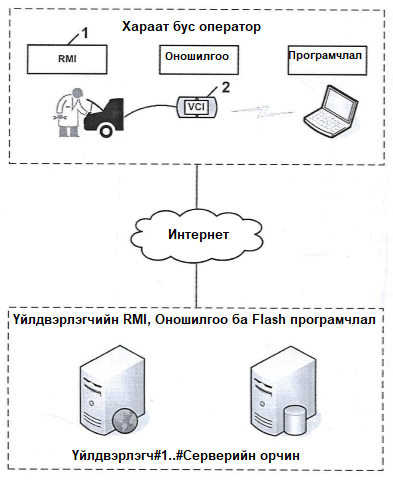 Хараат бус оператор
1
RMI
Оношилгоо
Програмчлал
2
VCI
Интернет
Үйлдвэрлэгчийн RMI, Оношилгоо ба Flash програмчлал
Үйлдвэрлэгч#1..#Серверийн орчин